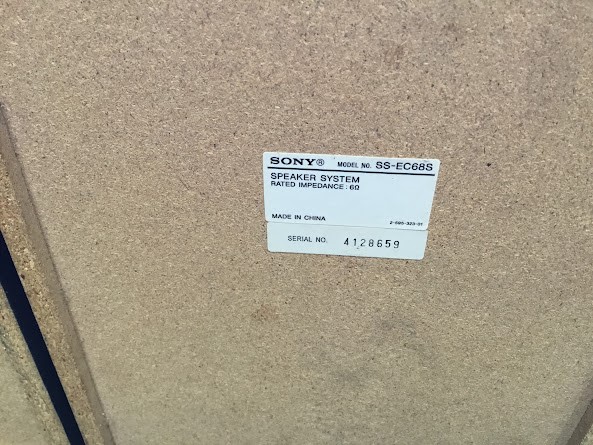 SONY® MODEL NO. SS-EC68S
SPEAKER SYSTEM
RATED IMPEDANCE : 6Ω
MADE IN CHINA
SERIAL NO. 4128659